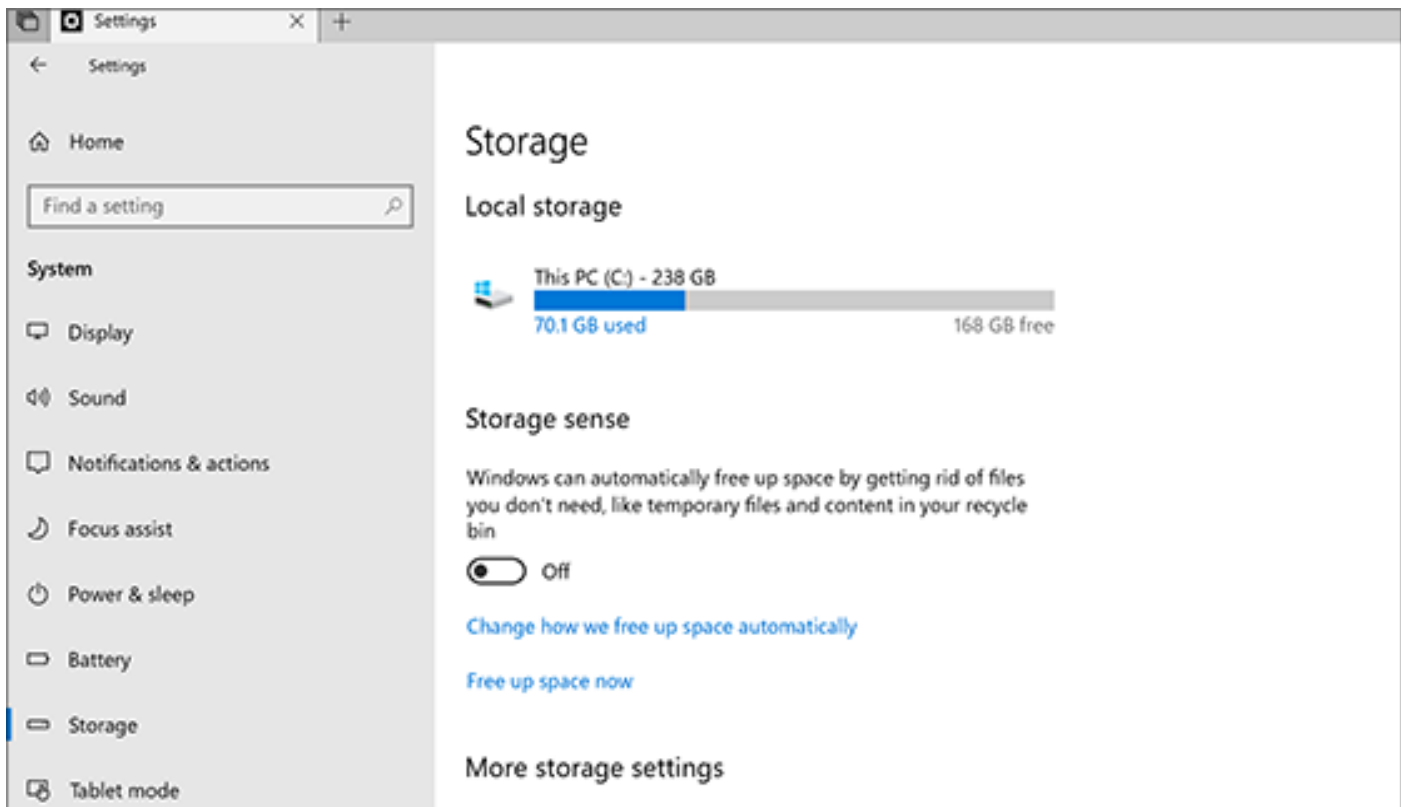 Settings
Settings
Home
Find a setting
System
Display
Sound
Notifications & actions
Focus assist
Power & sleep
Battery
Storage
Tablet mode
Storage
Local storage
This PC (C:) - 238 GB
70.1 GB used
168 GB free
Storage sense
Windows can automatically free up space by getting rid of files
you don't need, like temporary files and content in your recycle
bin
Off
Change how we free up space automatically
Free up space now
More storage settings